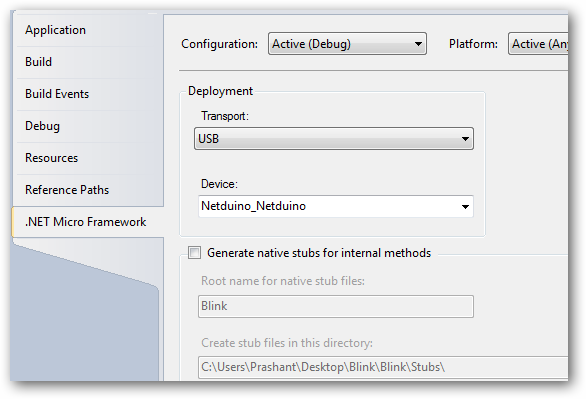 Application
Build
Build Events
Debug
Resources
Reference Paths
.NET Micro Framework
Configuration: Active (Debug) Platform: Active (Any
Deployment
Transport:
USB
Device:
Netduino_Netduino
Generate native stubs for internal methods
Root name for native stub files:
Blink
Create stub files in this directory:
C:\Users\Prashant\Desktop\Blink\Blink\Stubs\